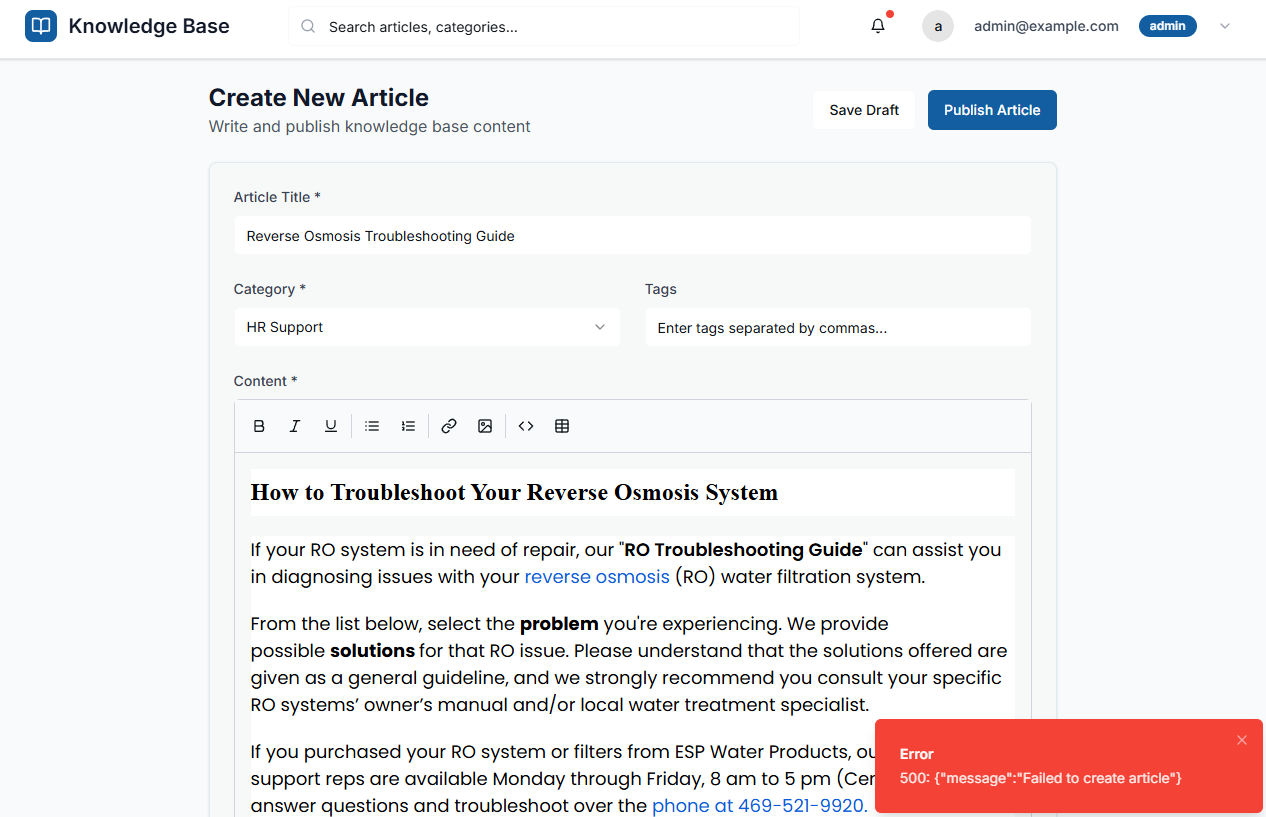 Knowledge Base
Search articles, categories...
a
admin@example.com
admin
Create New Article
Write and publish knowledge base content
Save Draft
Publish Article
Article Title *
Reverse Osmosis Troubleshooting Guide
Category *
Tags
HR Support
Enter tags separated by commas...
Content *
B I U
How to Troubleshoot Your Reverse Osmosis System
If your RO system is in need of repair, our "RO Troubleshooting Guide" can assist you
in diagnosing issues with your reverse osmosis (RO) water filtration system.
From the list below, select the problem you're experiencing. We provide
possible solutions for that RO issue. Please understand that the solutions offered are
given as a general guideline, and we strongly recommend you consult your specific
RO systems’ owner’s manual and/or local water treatment specialist.
If you purchased your RO system or filters from ESP Water Products,
support reps are available Monday through Friday, 8 am to 5 pm
answer questions and troubleshoot over the phone at 469-521-9920.
Error
500: {"message":"Failed to create article"}